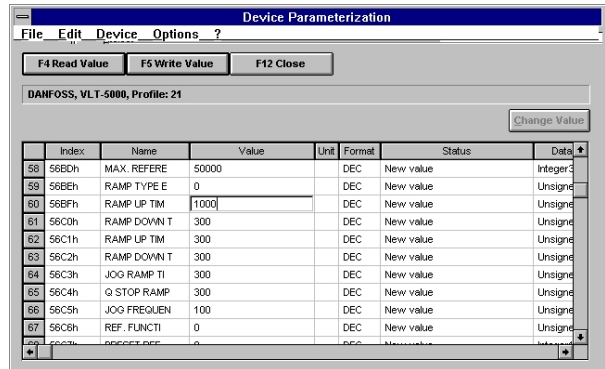 Device Parameterization
File Edit Device Options ?
F4 Read Value F5 Write Value F12 Close
DANFOSS, VLT-5000, Profile: 21
Change Value
Index Name Value Unit Format Status Data
58 56BDh MAX. REFERE 50000 DEC New value Integer3
59 56BEh RAMP TYPE E 0 DEC New value Unsigne
60 56BFh RAMP UP TIM 1000 DEC New value Unsigne
61 56C0h RAMP DOWN T 300 DEC New value Unsigne
62 56C1h RAMP UP TIM 300 DEC New value Unsigne
63 56C2h RAMP DOWN T 300 DEC New value Unsigne
64 56C3h JOG RAMP TI 300 DEC New value Unsigne
65 56C4h Q STOP RAMP 300 DEC New value Unsigne
66 56C5h JOG FREQUEN 100 DEC New value Unsigne
67 56C6h REF. FUNCTI 0 DEC New value Unsigne